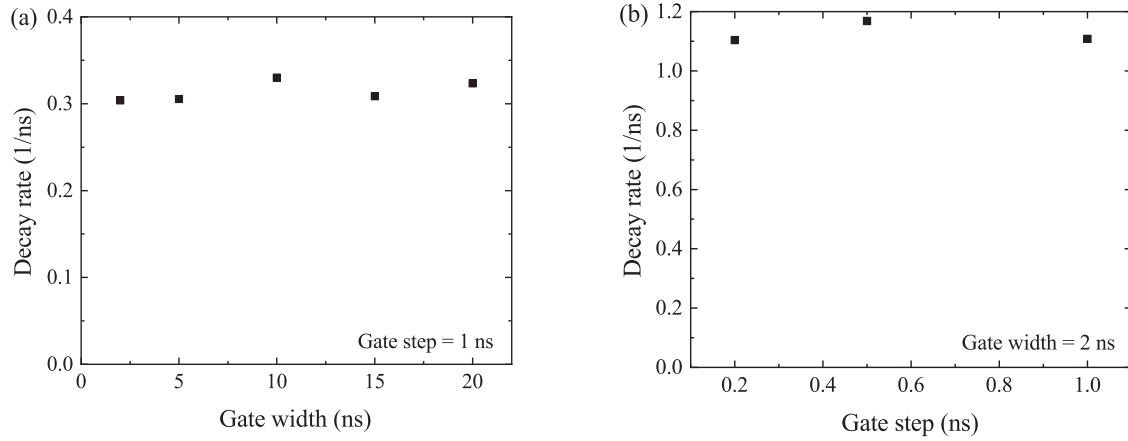 (a)
0.4
0.3
0.2
0.1
0.0
Decay rate (1/ns)
Gate step = 1 ns
0 5 10 15 20
Gate width (ns)
(b)
1.2
1.0
0.8
0.6
0.4
0.2
0.0
Decay rate (1/ns)
Gate width = 2 ns
0.2 0.4 0.6 0.8 1.0
Gate step (ns)